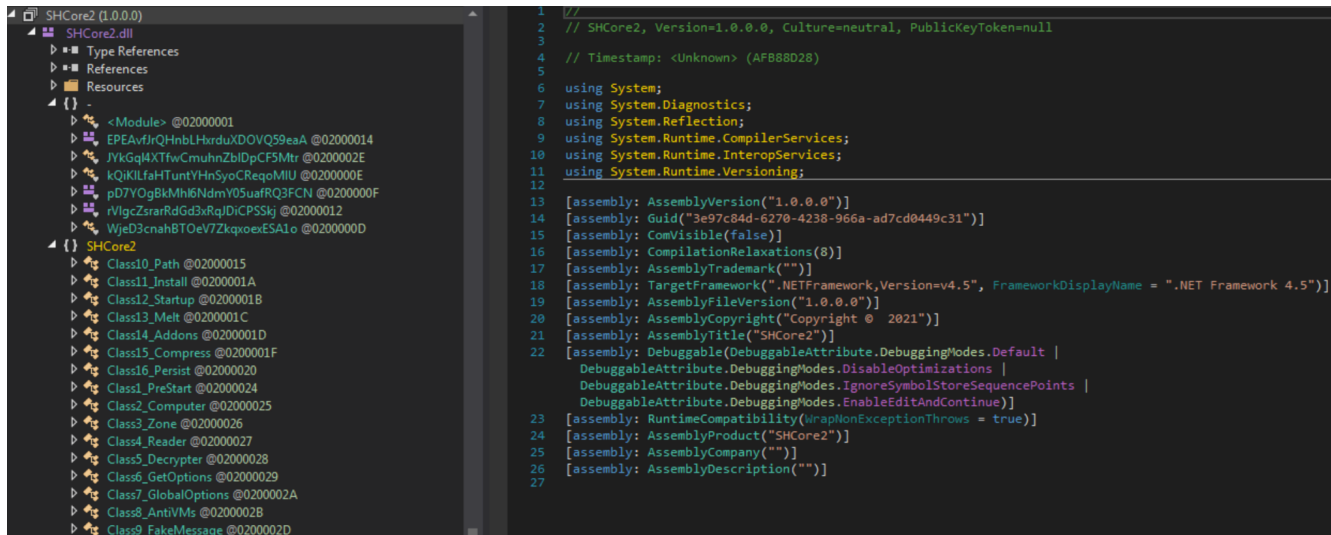 SHCore2 (1.0.0.0)
SHCore2.dll
Type References
References
Resources
{ } -
<Module> @02000001
EPEAvfJrQHnbLHxrduXDOVQ59eaA @02000014
JYkGqI4XTfwCmuhnZbIDpCF5Mtr @0200002E
kQiKILfaHTuntYHnSyoCReqoMIU @0200000E
pD7YOgBkMhI6NdmY05uafRQ3FCN @0200000F
rVIgcZsrarRdGd3xRqJDiCPSSkj @02000012
WjeD3cnahBTOeV7ZkqxoexESA1o @0200000D
{ } SHCore2
Class10_Path @02000015
Class11_Install @0200001A
Class12_Startup @0200001B
Class13_Melt @0200001C
Class14_Addons @0200001D
Class15_Compress @0200001F
Class16_Persist @02000020
Class1_PreStart @02000024
Class2_Computer @02000025
Class3_Zone @02000026
Class4_Reader @02000027
Class5_Decrypter @02000028
Class6_GetOptions @02000029
Class7_GlobalOptions @0200002A
Class8_AntiVMs @0200002B
Class9_FakeMessage @0200002D
1 //
2 // SHCore2, Version=1.0.0.0, Culture=neutral, PublicKeyToken=null
3
4 // Timestamp: <Unknown> (AFB88D28)
5
6 using System;
7 using System.Diagnostics;
8 using System.Reflection;
9 using System.Runtime.CompilerServices;
10 using System.Runtime.InteropServices;
11 using System.Runtime.Versioning;
12
13 [assembly: AssemblyVersion("1.0.0.0")]
14 [assembly: Guid("3e97c84d-6270-4238-966a-ad7cd0449c31")]
15 [assembly: ComVisible(false)]
16 [assembly: CompilationRelaxations(8)]
17 [assembly: AssemblyTrademark("")]
18 [assembly: TargetFramework(".NETFramework,Version=v4.5", FrameworkDisplayName = ".NET Framework 4.5")]
19 [assembly: AssemblyFileVersion("1.0.0.0")]
20 [assembly: AssemblyCopyright("Copyright ©  2021")]
21 [assembly: AssemblyTitle("SHCore2")]
22 [assembly: Debuggable(DebuggableAttribute.DebuggingModes.Default |
DebuggableAttribute.DebuggingModes.DisableOptimizations |
DebuggableAttribute.DebuggingModes.IgnoreSymbolStoreSequencePoints |
DebuggableAttribute.DebuggingModes.EnableEditAndContinue)]
23 [assembly: RuntimeCompatibility(WrapNonExceptionThrows = true)]
24 [assembly: AssemblyProduct("SHCore2")]
25 [assembly: AssemblyCompany("")]
26 [assembly: AssemblyDescription("")]
27